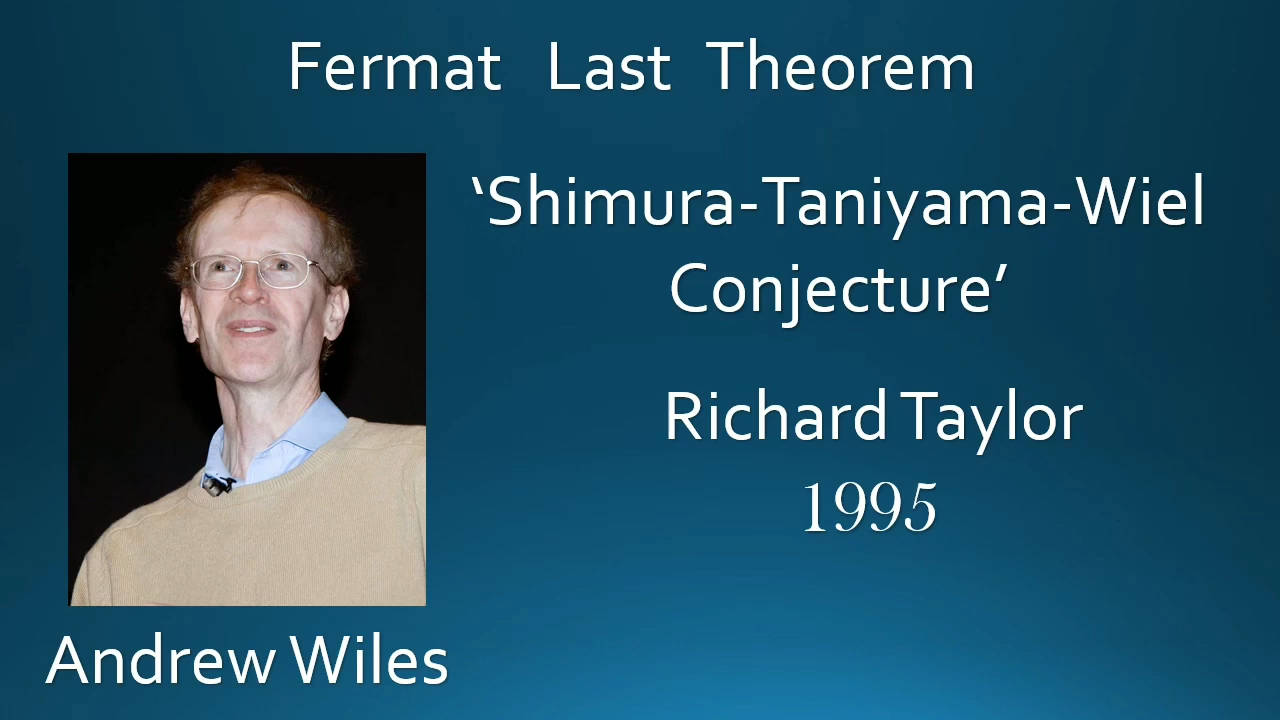 Fermat Last Theorem
‘Shimura-Taniyama-Wiel
Conjecture’
Richard Taylor
1995
Andrew Wiles